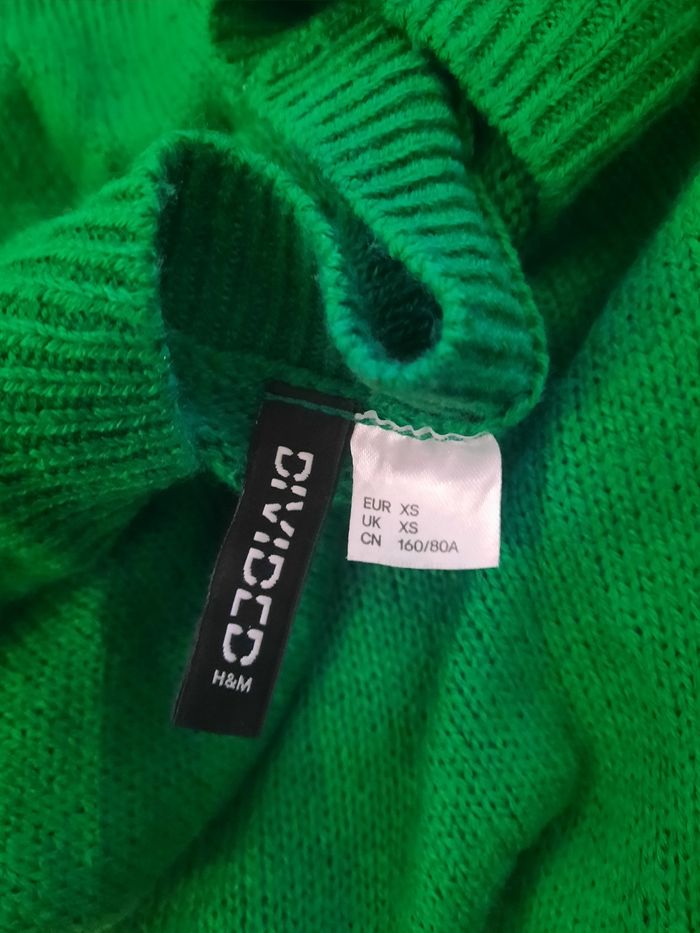 DIVIDED
H&M
EUR XS
UK XS
CN 160/80A